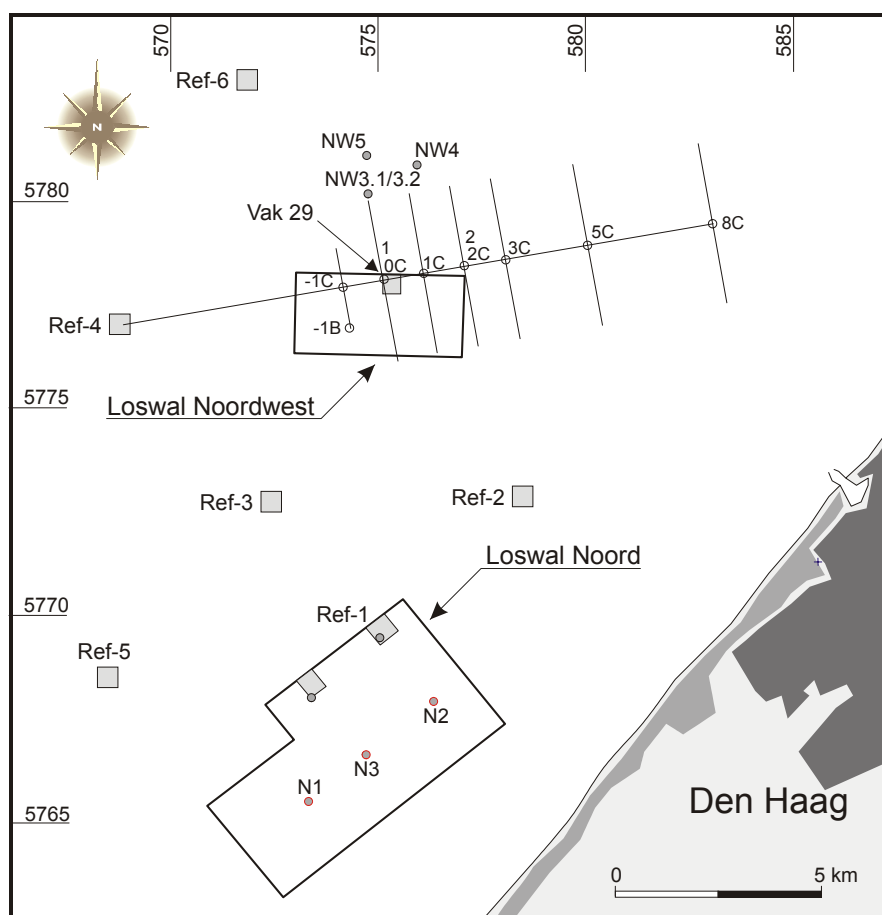 570
575
580
585
Ref-6
N
NW5
NW4
NW3.1/3.2
5780
Vak 29
1
2
0C
1C
2C
3C
5C
8C
-1C
Ref-4
-1B
5775
Loswal Noordwest
Ref-3
Ref-2
Loswal Noord
5770
Ref-1
Ref-5
N2
N3
N1
5765
Den Haag
0
5 km